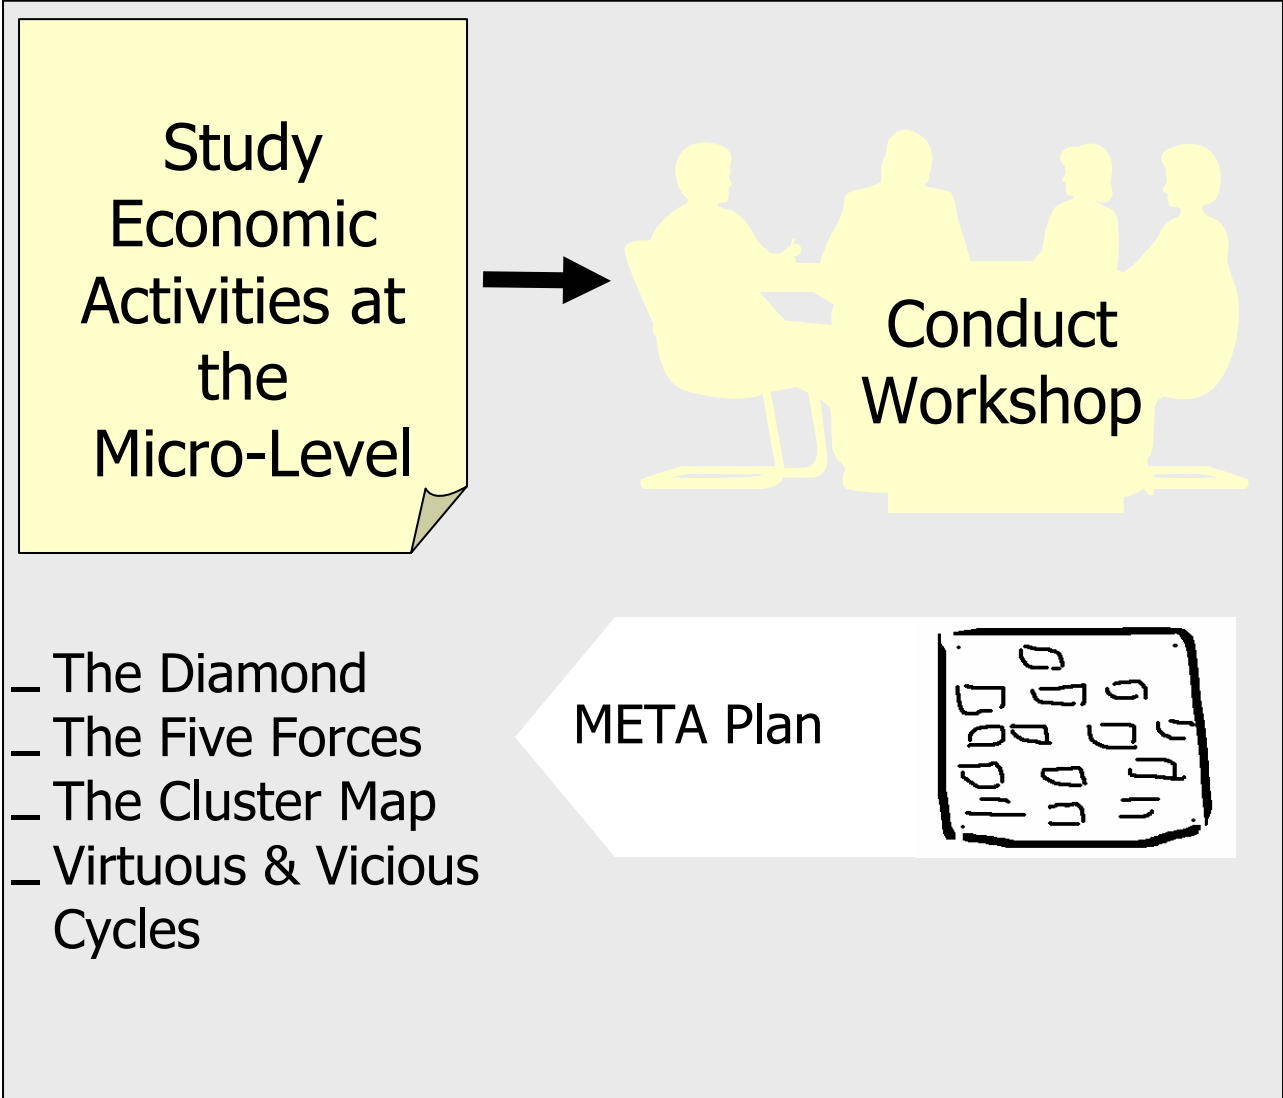 Study
Economic
Activities at
the
Micro-Level
Conduct
Workshop
_ The Diamond
_ The Five Forces
_ The Cluster Map
_ Virtuous & Vicious
Cycles
META Plan